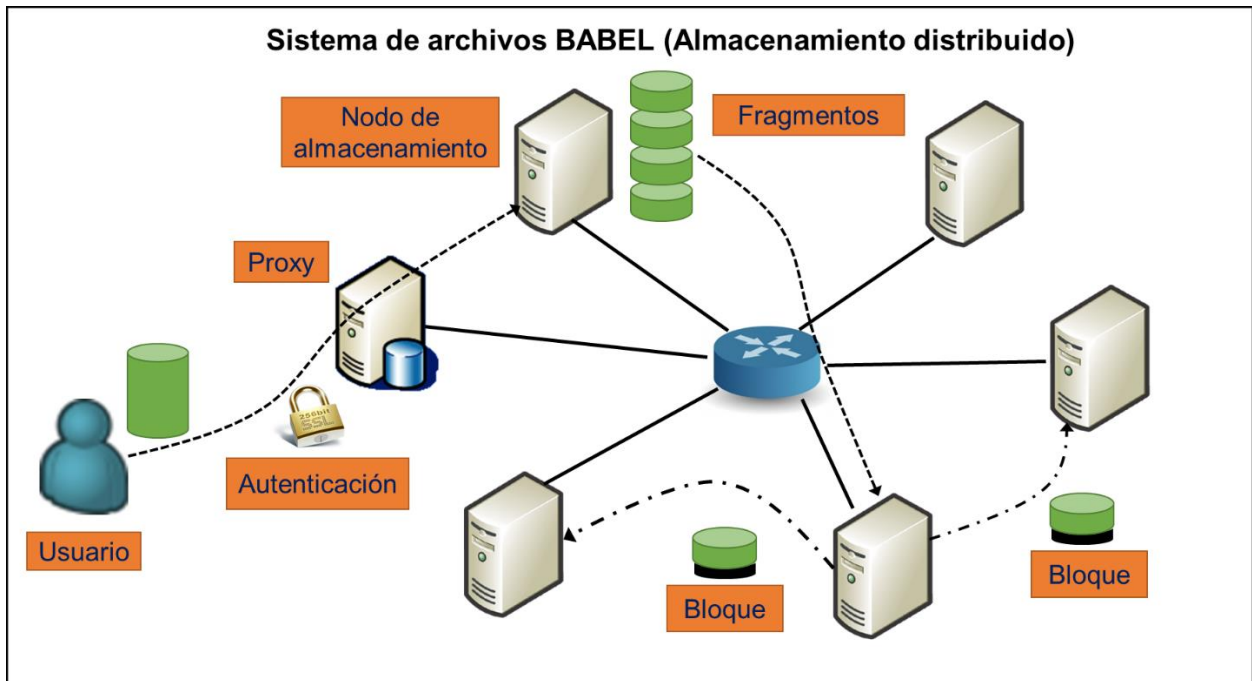 Sistema de archivos BABEL (Almacenamiento distribuido)
Nodo de
almacenamiento
Fragmentos
Proxy
256bit
SSL
Autenticación
Usuario
Bloque
Bloque